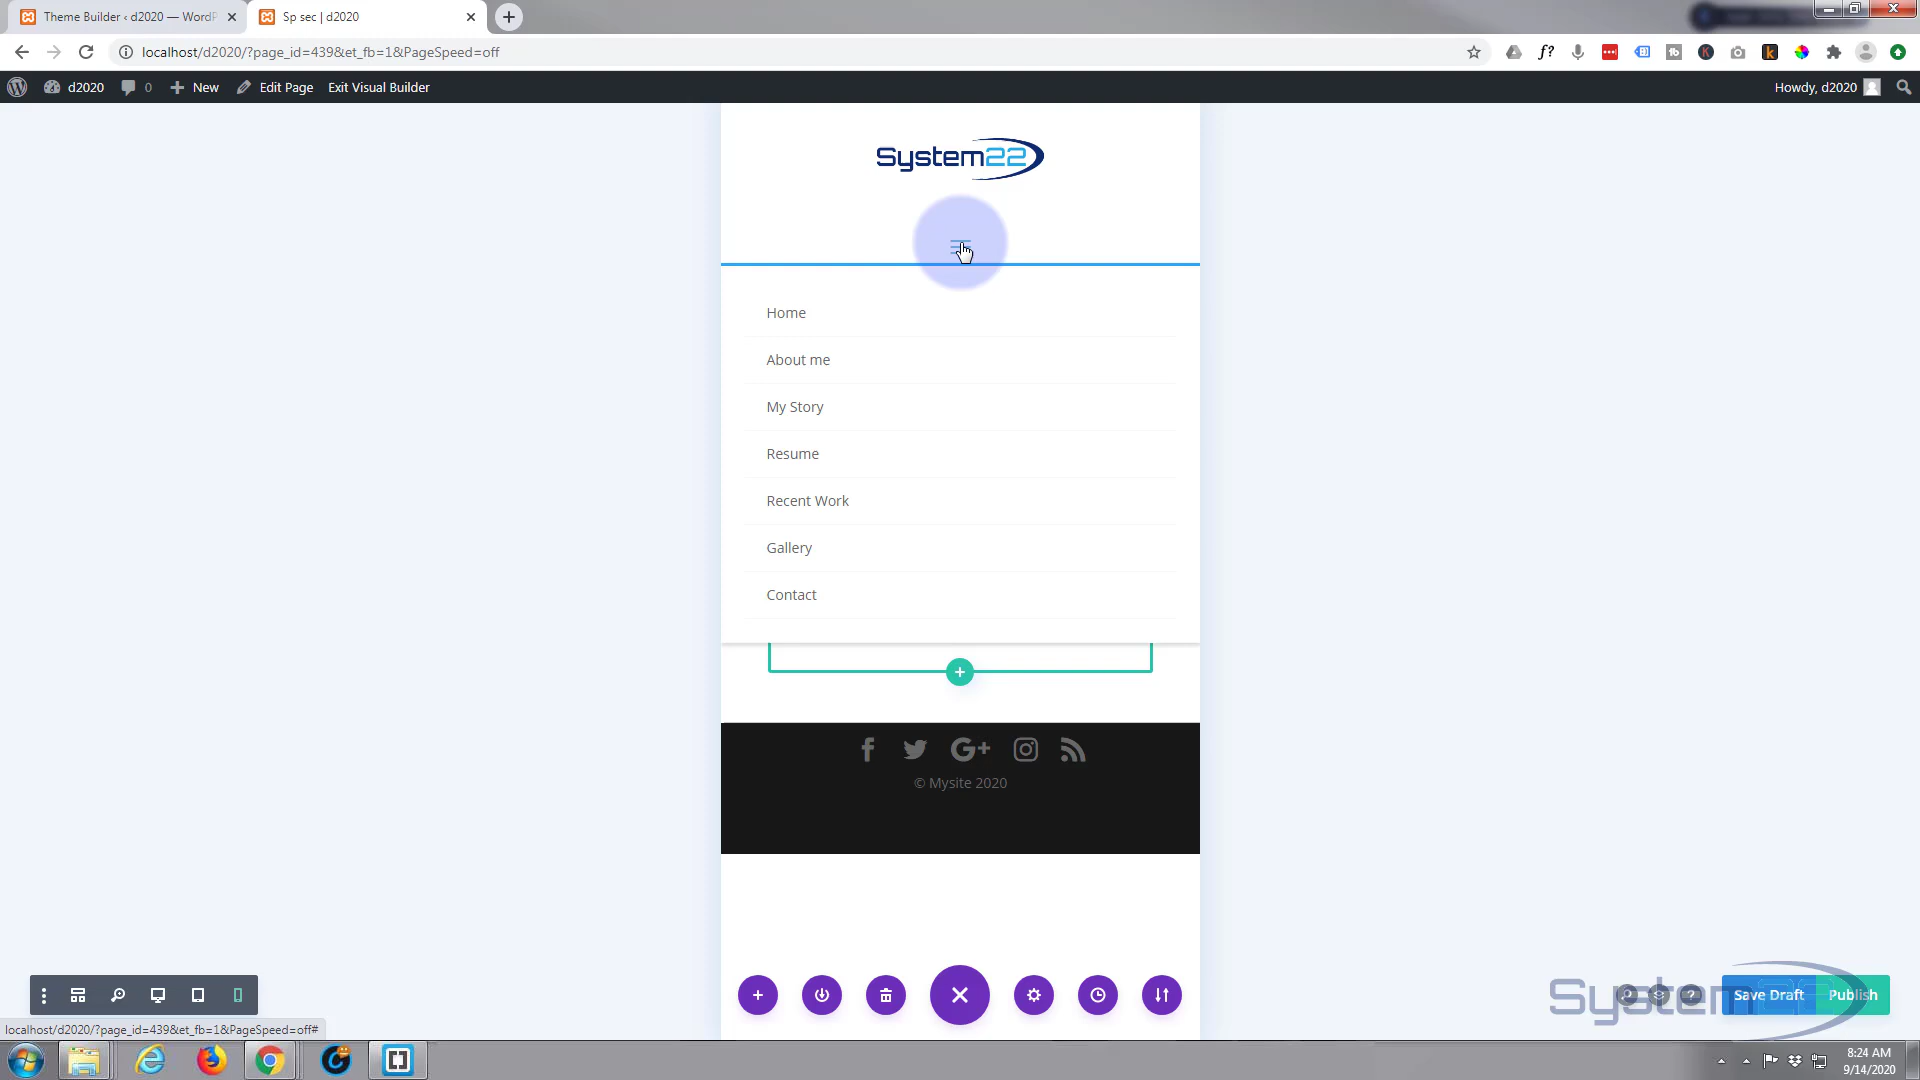 Theme Builder ‹ d2020 — WordP
Sp sec | d2020
localhost/d2020/?page_id=439&et_fb=1&PageSpeed=off
d2020
0
New
Edit Page
Exit Visual Builder
Howdy, d2020
System22
Home
About me
My Story
Resume
Recent Work
Gallery
Contact
© Mysite 2020
System22
Save Draft
Publish
localhost/d2020/?page_id=439&et_fb=1&PageSpeed=off#
8:24 AM
9/14/2020